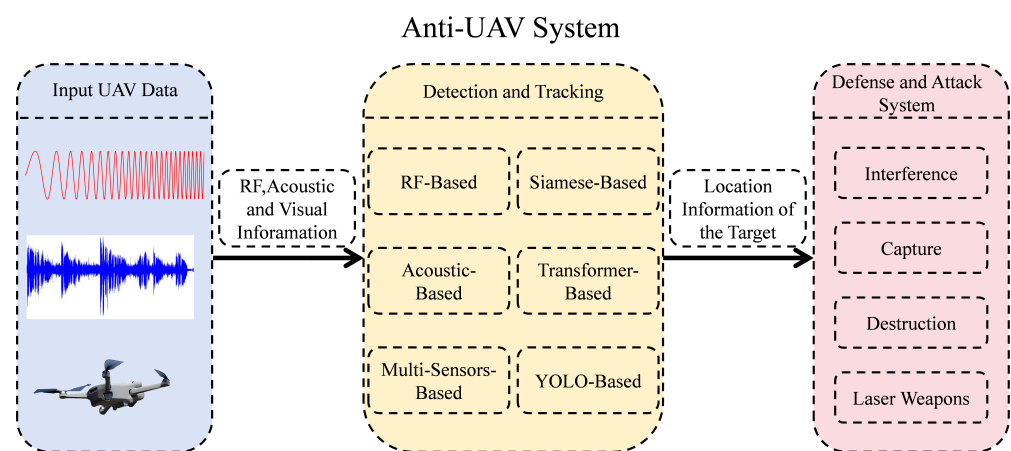 Anti-UAV System
Input UAV Data
RF,Acoustic
and Visual
Inforamation
Detection and Tracking
RF-Based
Siamese-Based
Acoustic-
Based
Transformer-
Based
Multi-Sensors-
Based
YOLO-Based
Location
Information of
the Target
Defense and Attack
System
Interference
Capture
Destruction
Laser Weapons